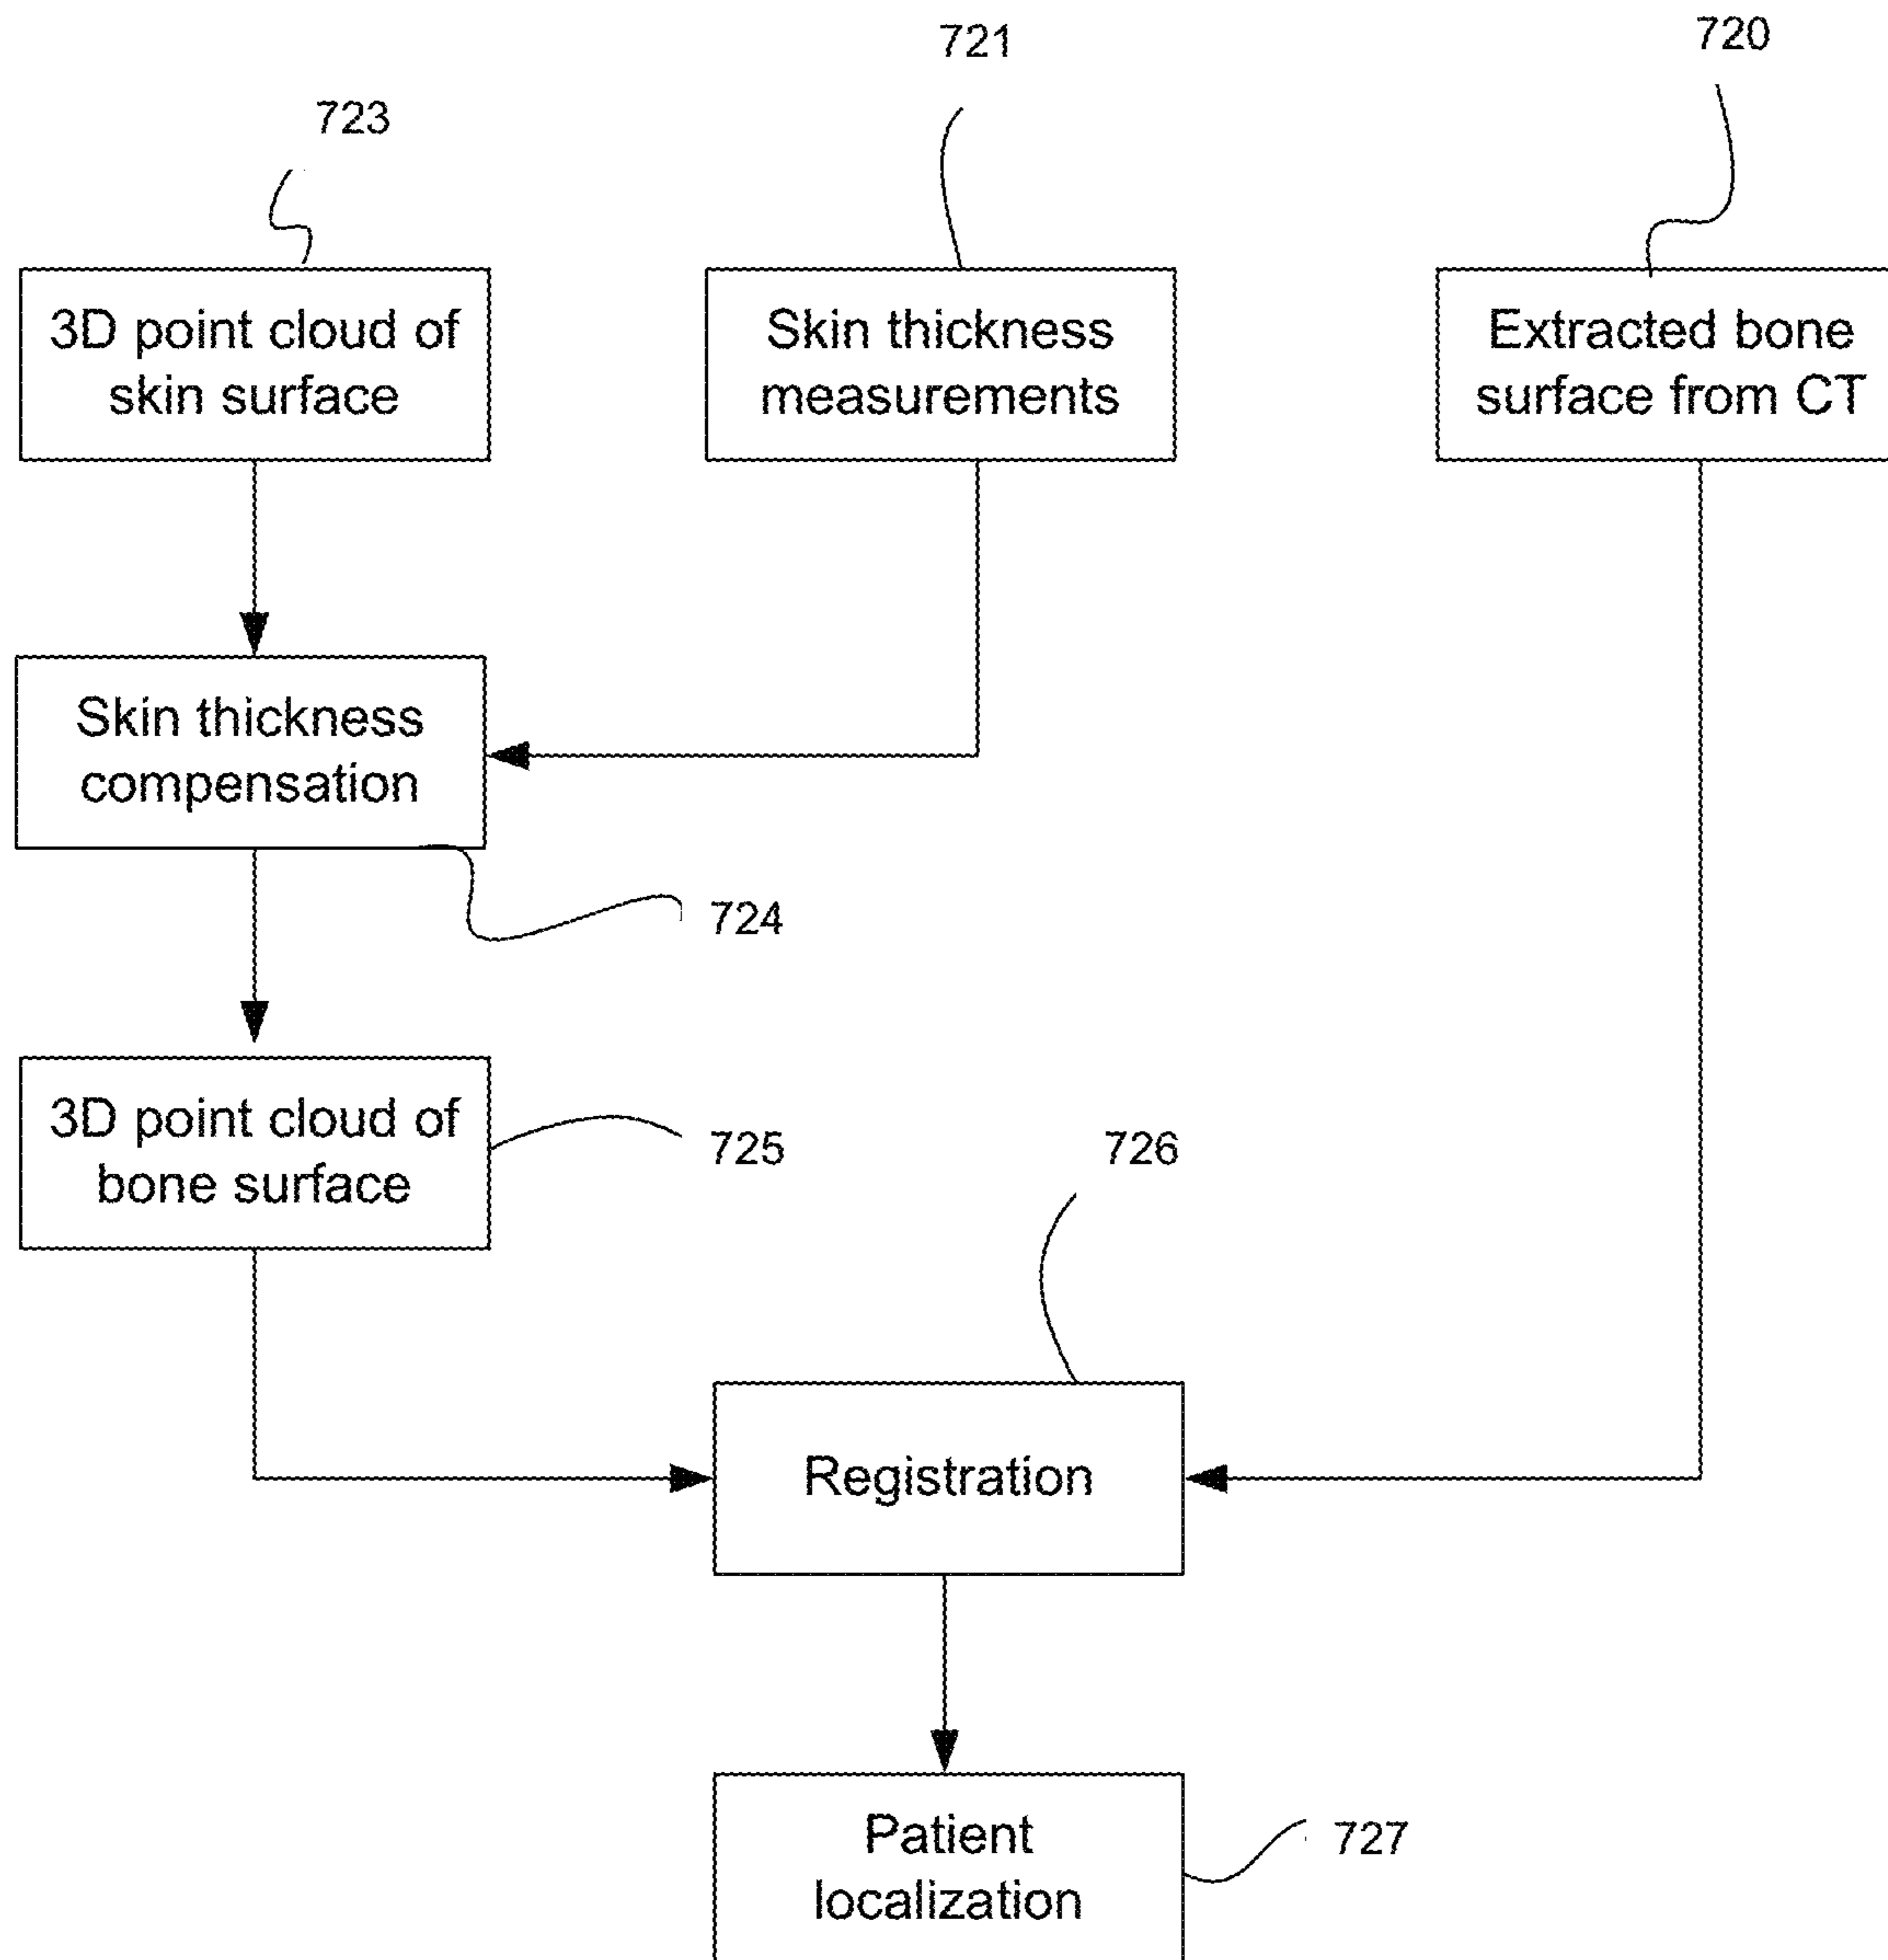 720
721
723
3D point cloud of
skin surface
Skin thickness
measurements
Extracted bone
surface from CT
Skin thickness
compensation
724
3D point cloud of
bone surface
725
726
Registration
Patient
localization
727